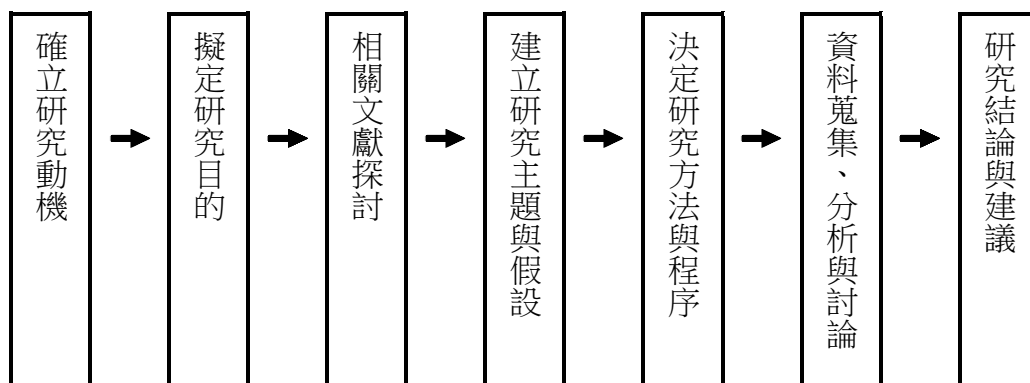 確立研究動機
擬定研究目的
相關文獻探討
建立研究主題與假設
決定研究方法與程序
資料蒐集、分析與討論
研究結論與建議